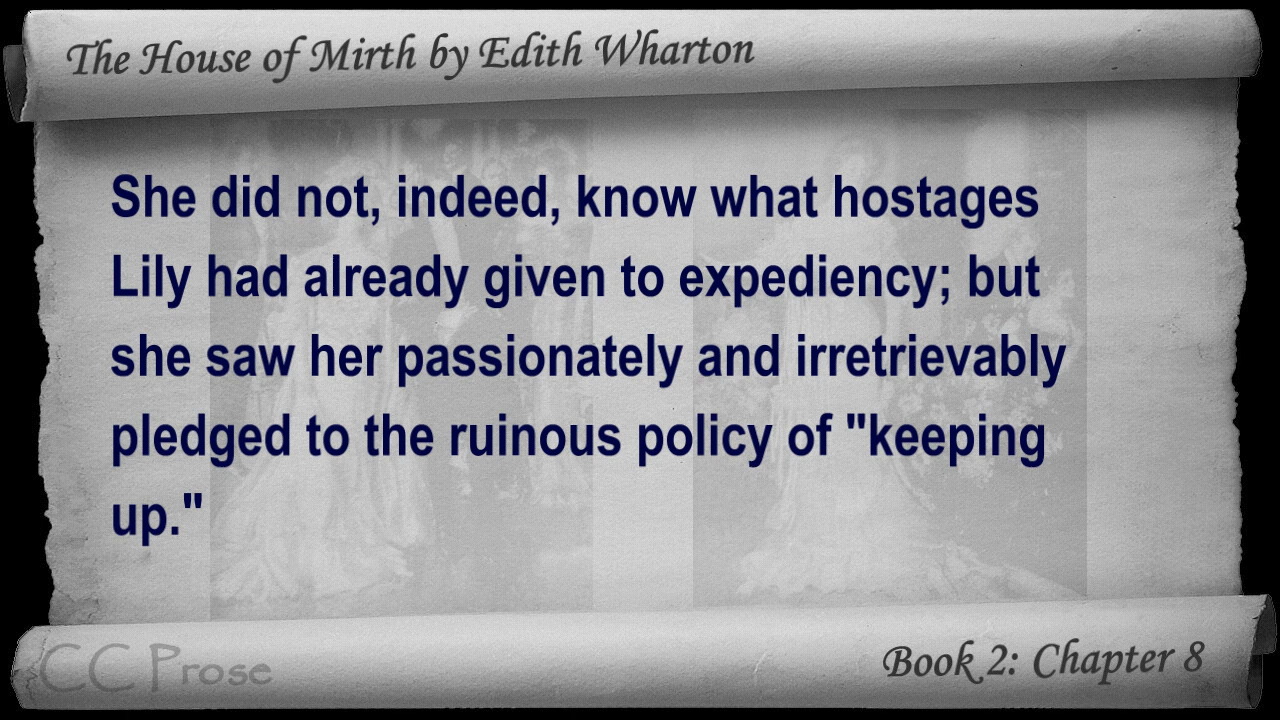 The House of Mirth by Edith Wharton
She did not, indeed, know what hostages
Lily had already given to expediency; but
she saw her passionately and irretrievably
pledged to the ruinous policy of "keeping
up."
CC Prose
Book 2: Chapter 8